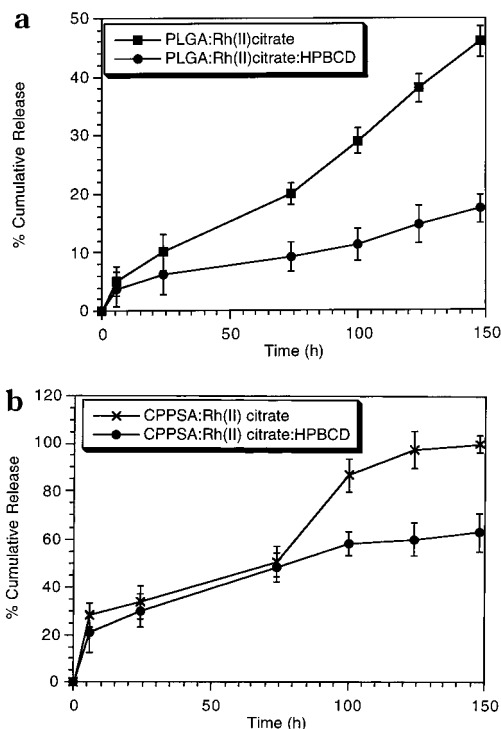 a
50
40
30
20
10
0
% Cumulative Release
PLGA:Rh(II)citrate
PLGA:Rh(II)citrate:HPBCD
0 50 100 150
Time (h)
b
120
100
80
60
40
20
0
% Cumulative Release
CPPSA:Rh(II) citrate
CPPSA:Rh(II) citrate:HPBCD
0 50 100 150
Time (h)